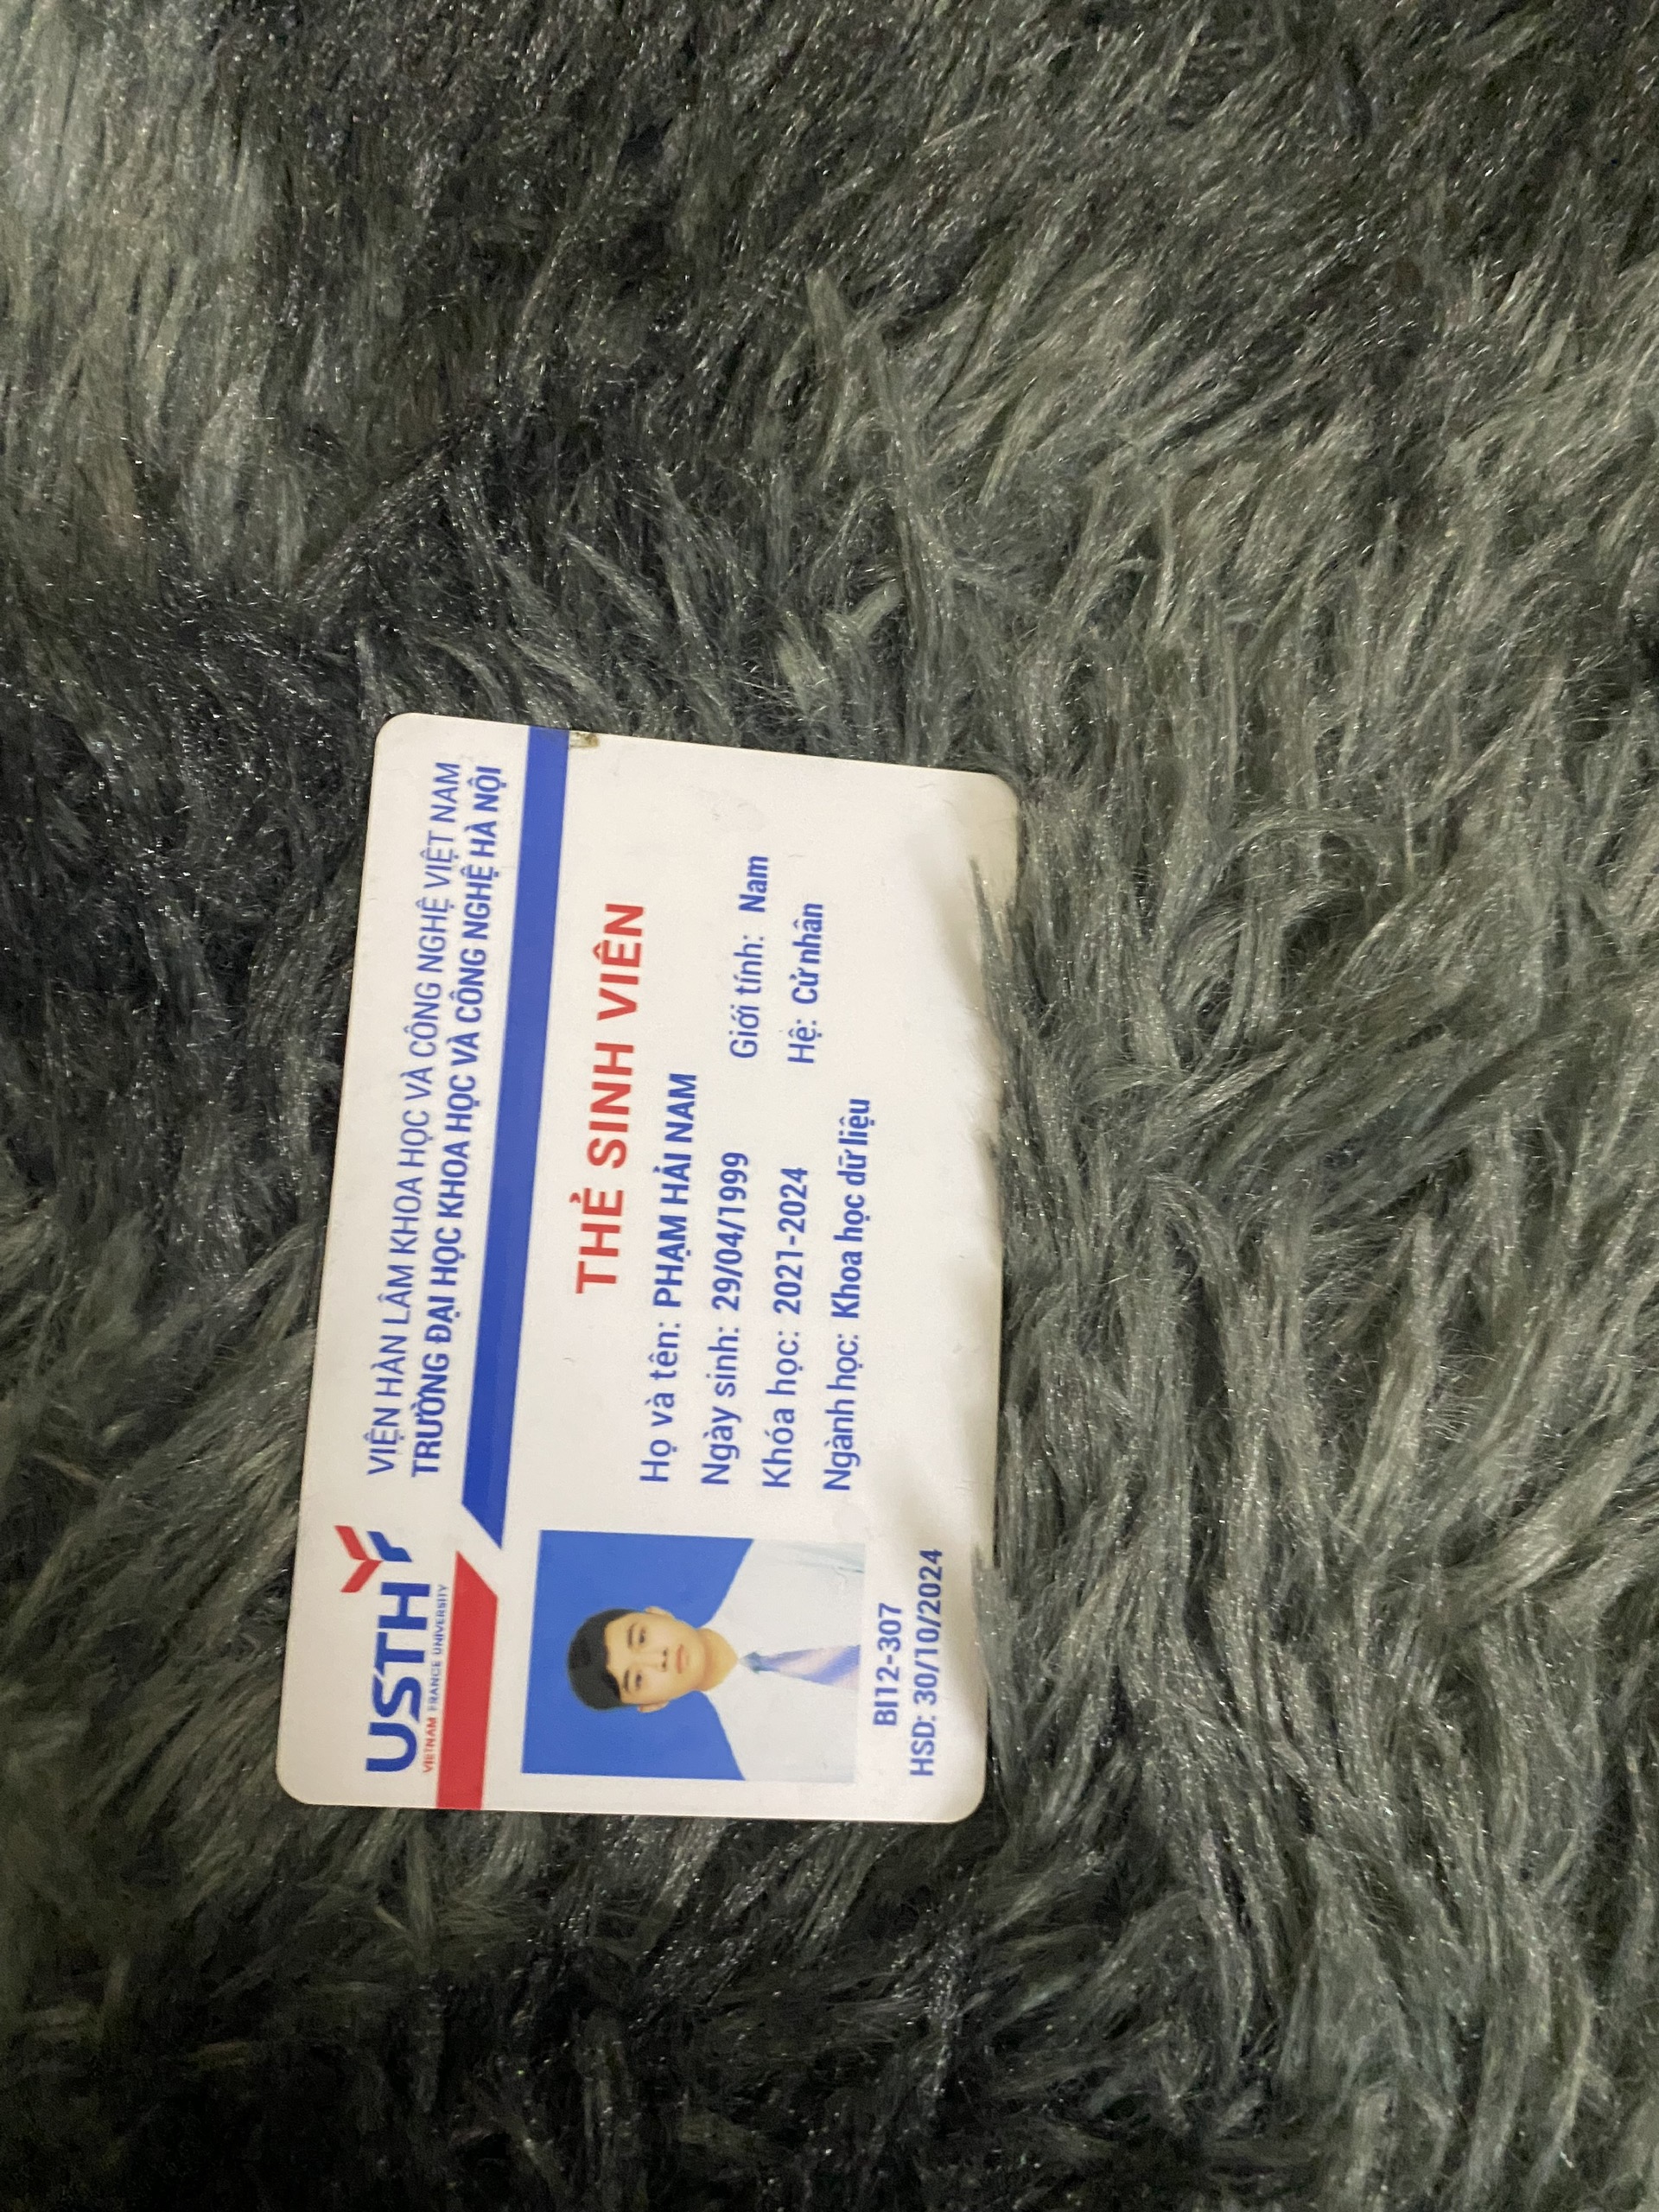 USTH
VIETNAM FRANCE UNIVERSITY
VIỆN HÀN LÂM KHOA HỌC VÀ CÔNG NGHỆ VIỆT NAM
TRƯỜNG ĐẠI HỌC KHOA HỌC VÀ CÔNG NGHỆ HÀ NỘI
THẺ SINH VIÊN
Họ và tên: PHẠM HẢI NAM
Ngày sinh: 29/04/1999 Giới tính: Nam
Khóa học: 2021-2024 Hệ: Cử nhân
Ngành học: Khoa học dữ liệu
BI12-307
HSD: 30/10/2024